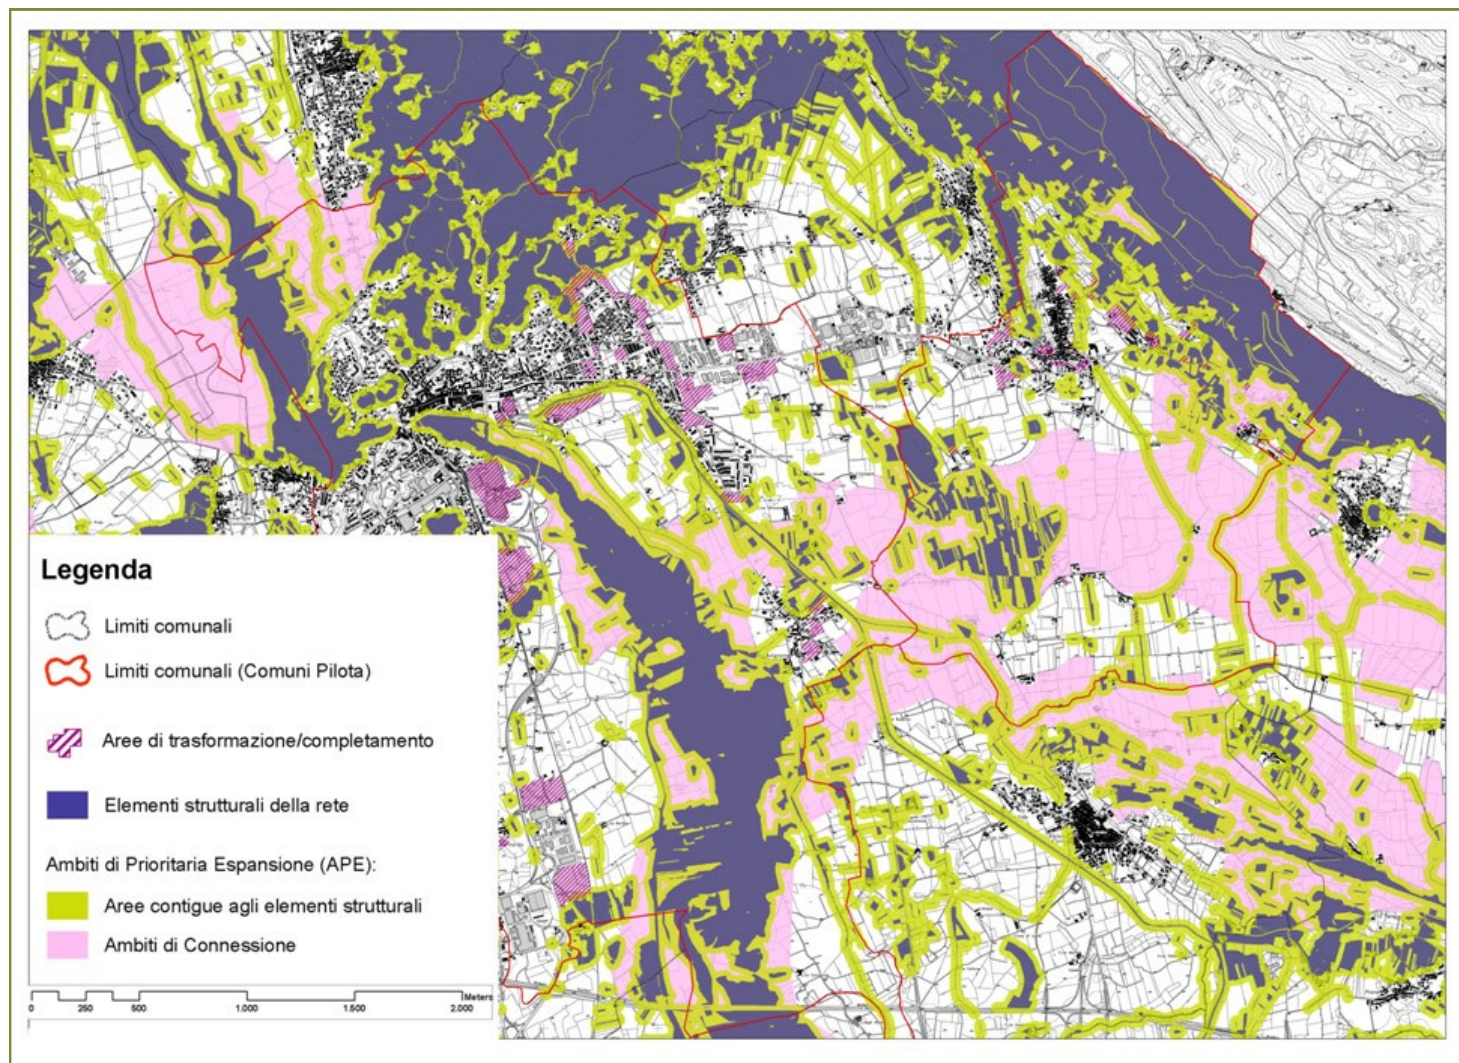 Legenda
Limiti comunali
Limiti comunali (Comuni Pilota)
Aree di trasformazione/completamento
Elementi strutturali della rete
Ambiti di Prioritaria Espansione (APE):
Aree contigue agli elementi strutturali
Ambiti di Connessione
Meters
0 250 500 1.000 1.500 2.000